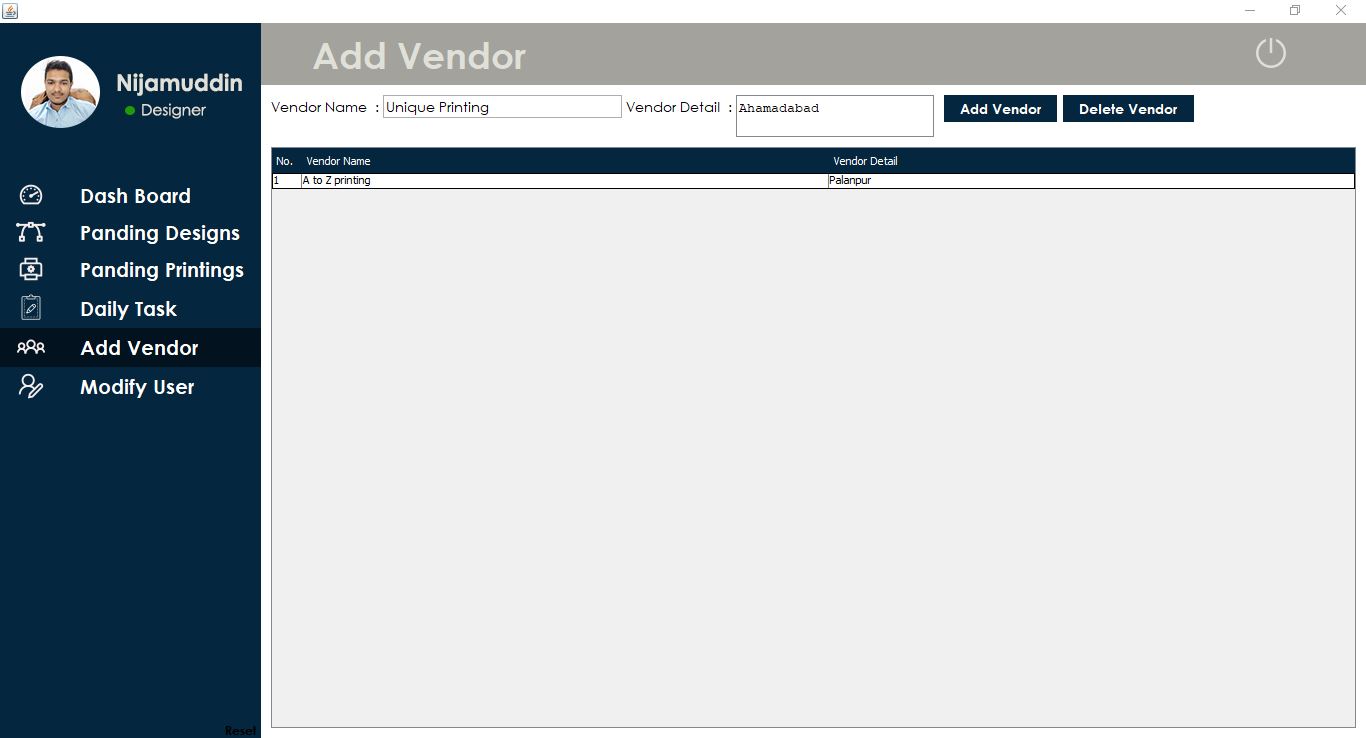 Nijamuddin
Designer
Dash Board
Panding Designs
Panding Printings
Daily Task
Add Vendor
Modify User
Reset
Add Vendor
Vendor Name : Unique Printing Vendor Detail : Ahamadabad Add Vendor Delete Vendor
No. Vendor Name Vendor Detail
1 A to Z printing Palanpur